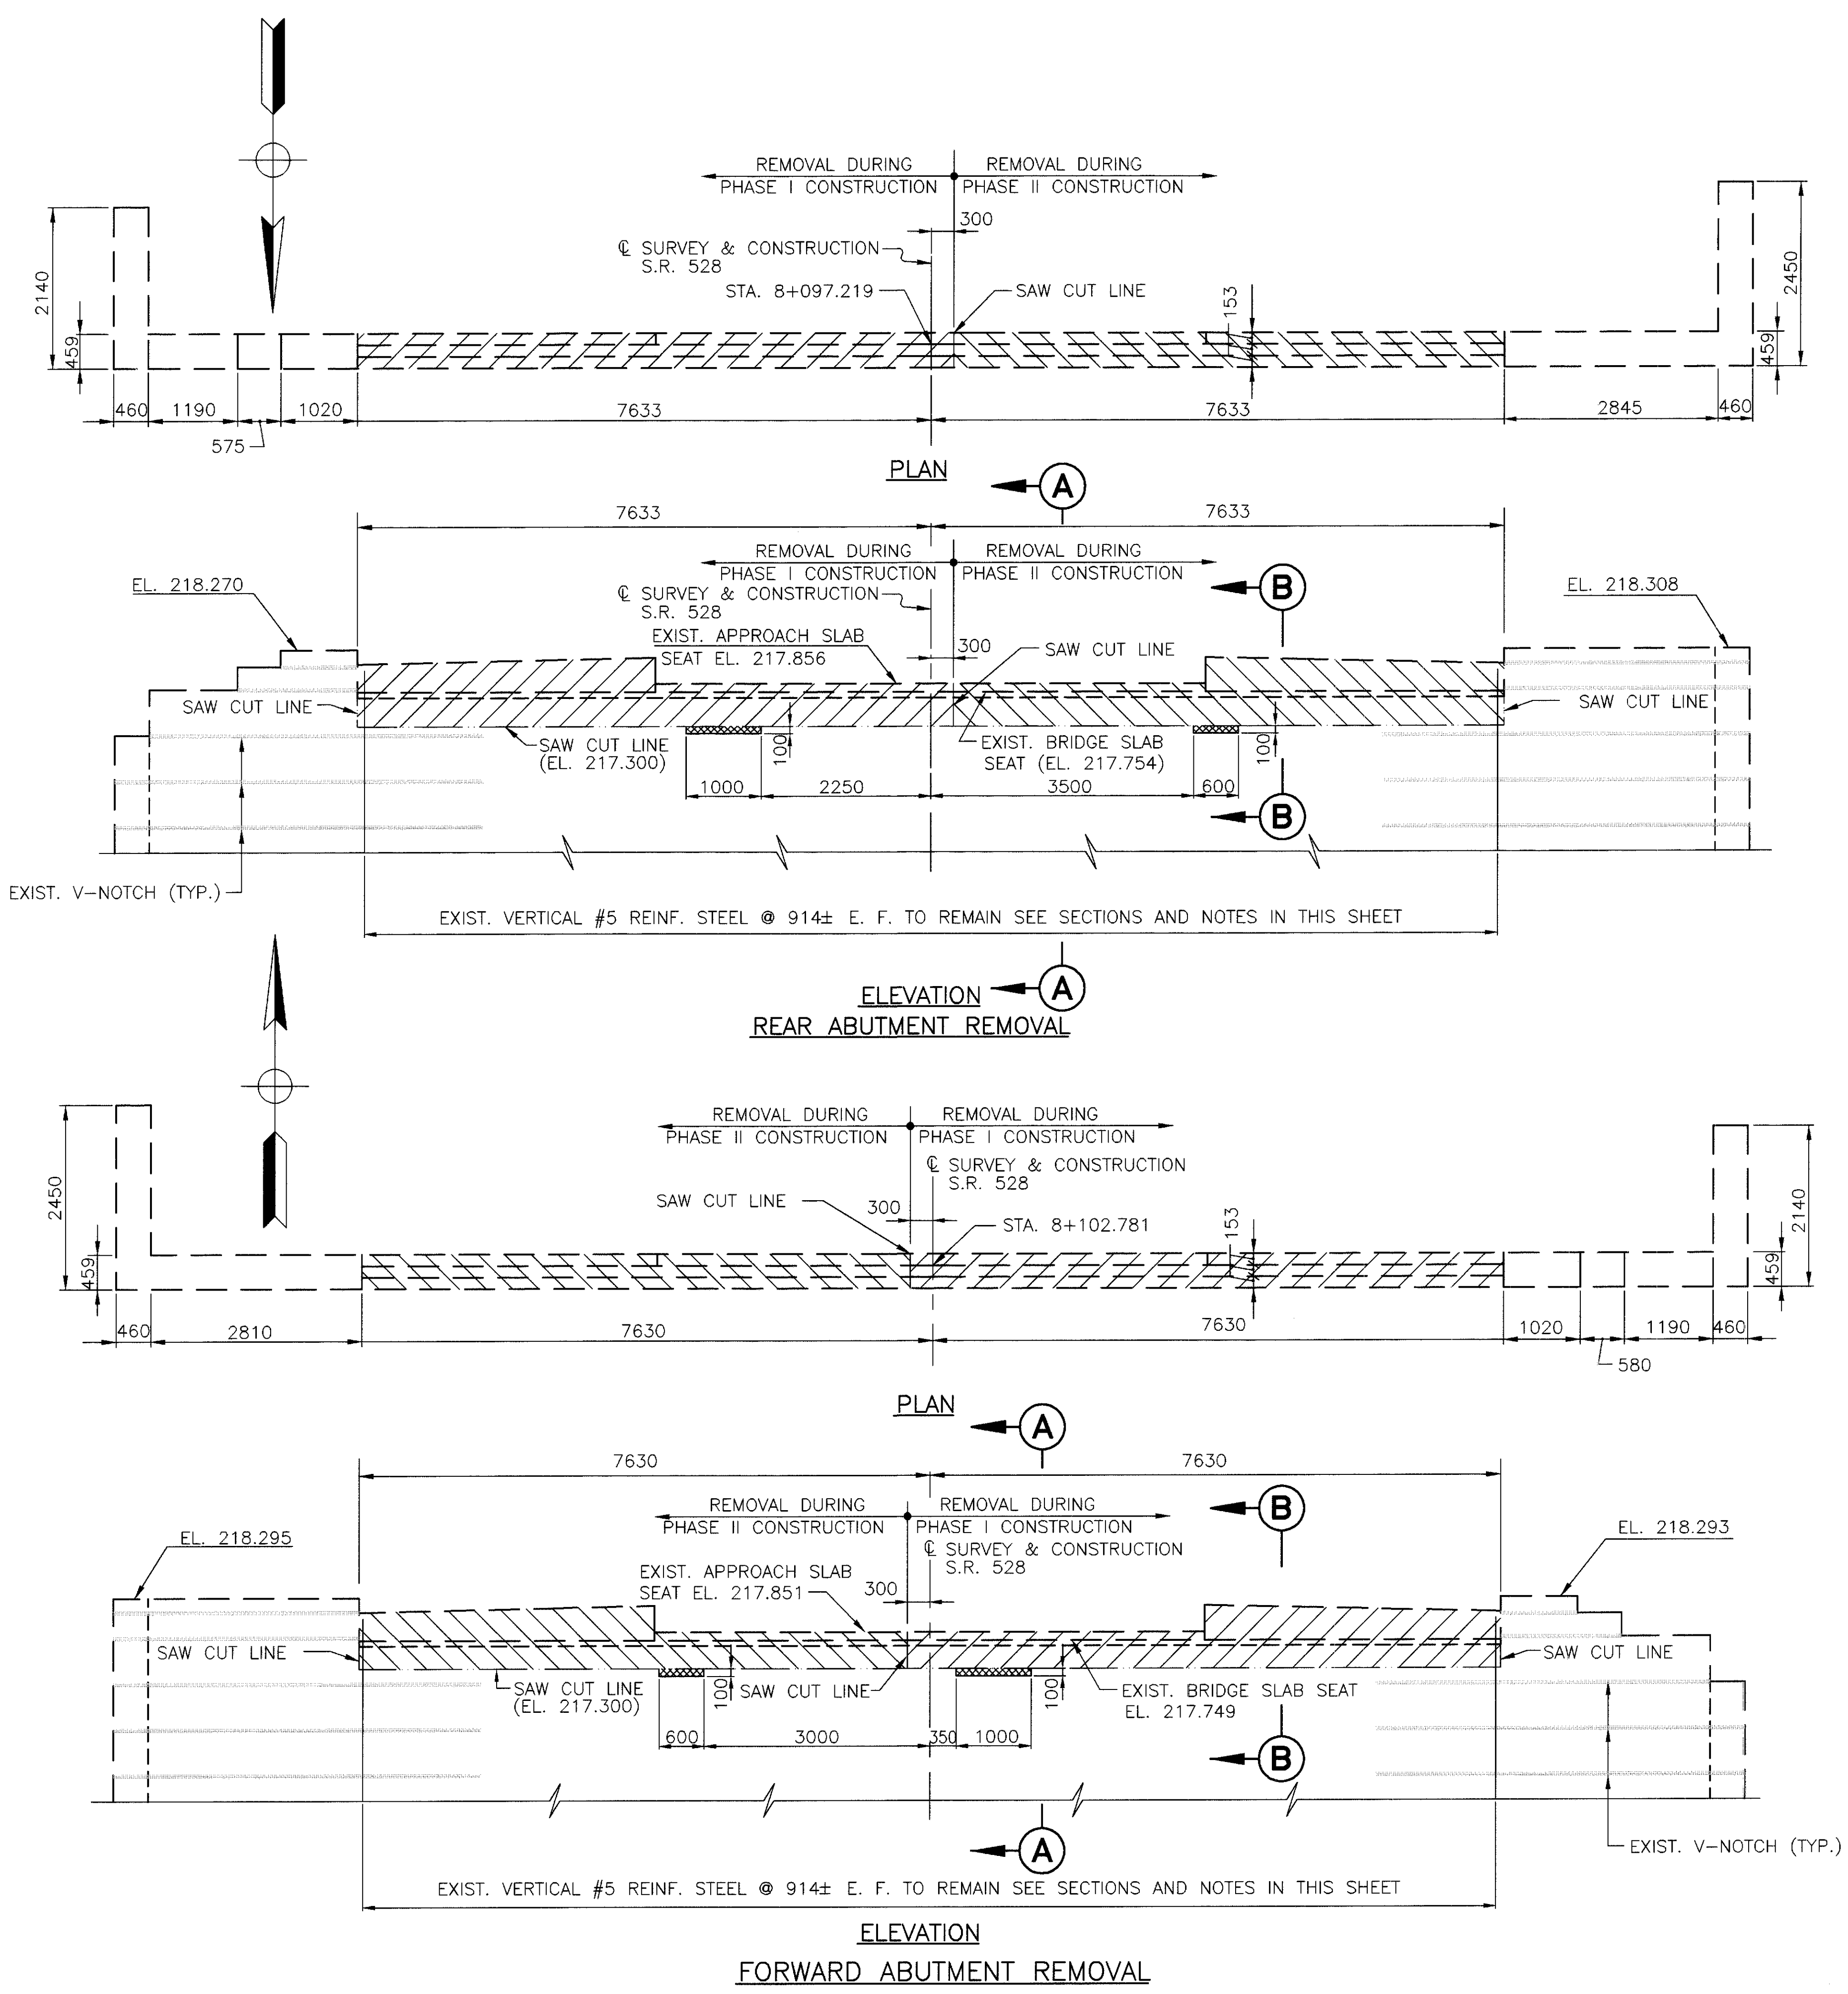 REMOVAL DURING
PHASE I CONSTRUCTION
REMOVAL DURING
PHASE II CONSTRUCTION
300
℄ SURVEY & CONSTRUCTION
S.R. 528
STA. 8+097.219
SAW CUT LINE
153
2140
459
2450
459
460
1190
575
1020
7633
7633
2845
460
PLAN
A
7633
7633
REMOVAL DURING
PHASE I CONSTRUCTION
REMOVAL DURING
PHASE II CONSTRUCTION
B
EL. 218.270
℄ SURVEY & CONSTRUCTION
S.R. 528
EL. 218.308
EXIST. APPROACH SLAB
SEAT EL. 217.856
300
SAW CUT LINE
SAW CUT LINE
SAW CUT LINE
SAW CUT LINE
(EL. 217.300)
100
EXIST. BRIDGE SLAB
SEAT (EL. 217.754)
100
1000
2250
3500
600
B
EXIST. V-NOTCH (TYP.)
EXIST. VERTICAL #5 REINF. STEEL @ 914± E. F. TO REMAIN SEE SECTIONS AND NOTES IN THIS SHEET
A
ELEVATION
REAR ABUTMENT REMOVAL
REMOVAL DURING
PHASE II CONSTRUCTION
REMOVAL DURING
PHASE I CONSTRUCTION
℄ SURVEY & CONSTRUCTION
S.R. 528
SAW CUT LINE
300
STA. 8+102.781
153
2450
459
2140
459
460
2810
7630
7630
1020
580
1190
460
PLAN
A
7630
7630
REMOVAL DURING
PHASE II CONSTRUCTION
REMOVAL DURING
PHASE I CONSTRUCTION
B
EL. 218.295
℄ SURVEY & CONSTRUCTION
S.R. 528
EL. 218.293
EXIST. APPROACH SLAB
SEAT EL. 217.851
300
SAW CUT LINE
SAW CUT LINE
SAW CUT LINE
(EL. 217.300)
100
SAW CUT LINE
100
EXIST. BRIDGE SLAB SEAT
EL. 217.749
600
3000
350
1000
B
A
EXIST. V-NOTCH (TYP.)
EXIST. VERTICAL #5 REINF. STEEL @ 914± E. F. TO REMAIN SEE SECTIONS AND NOTES IN THIS SHEET
ELEVATION
FORWARD ABUTMENT REMOVAL